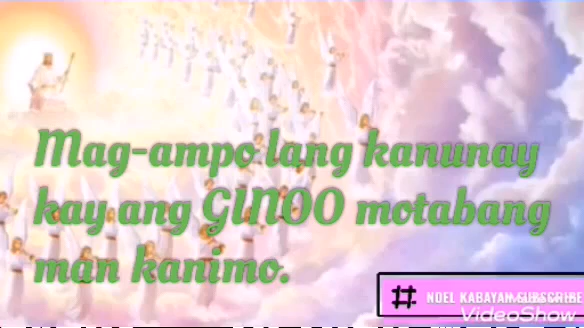 Mag-ampo lang kanunay
kay ang GINOO motabang
man kanimo.
# NOEL KABAYAN SUBSCRIBE
VideoShow